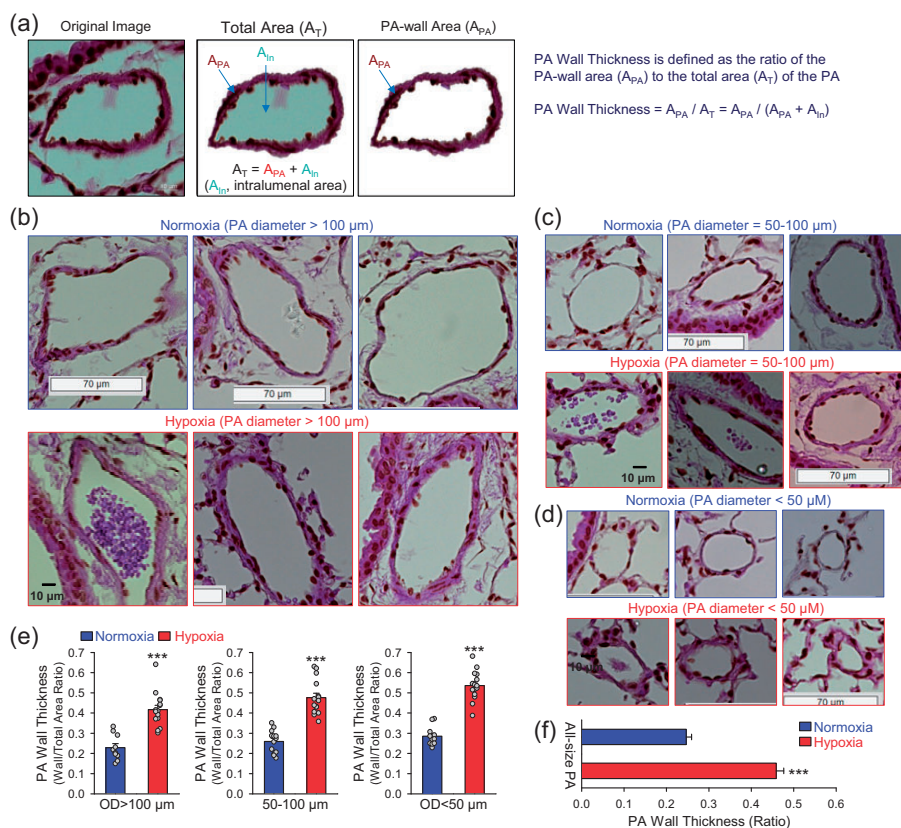 (a)
Original Image
Total Area (A_T)
PA-wall Area (A_PA)
A_PA
A_In
A_PA
A_T = A_PA + A_In
(A_In, intralumenal area)
PA Wall Thickness is defined as the ratio of the
PA-wall area (A_PA) to the total area (A_T) of the PA
PA Wall Thickness = A_PA / A_T = A_PA / (A_PA + A_In)
(b)
Normoxia (PA diameter > 100 µm)
70 µm
70 µm
Hypoxia (PA diameter > 100 µm)
10 µm
(c)
Normoxia (PA diameter = 50-100 µm)
70 µm
Hypoxia (PA diameter = 50-100 µm)
10 µm
70 µm
(d)
Normoxia (PA diameter < 50 µM)
Hypoxia (PA diameter < 50 µM)
10 µm
70 µm
(e)
Normoxia
Hypoxia
PA Wall Thickness
(Wall/Total Area Ratio)
0.8
0.7
0.6
0.5
0.4
0.3
0.2
0.1
0.0
***
OD>100 µm
PA Wall Thickness
(Wall/Total Area Ratio)
0.7
0.6
0.5
0.4
0.3
0.2
0.1
0.0
***
50-100 µm
PA Wall Thickness
(Wall/Total Area Ratio)
0.7
0.6
0.5
0.4
0.3
0.2
0.1
0.0
***
OD<50 µm
(f)
All-size PA
Normoxia
Hypoxia
***
0.0 0.1 0.2 0.3 0.4 0.5 0.6
PA Wall Thickness (Ratio)